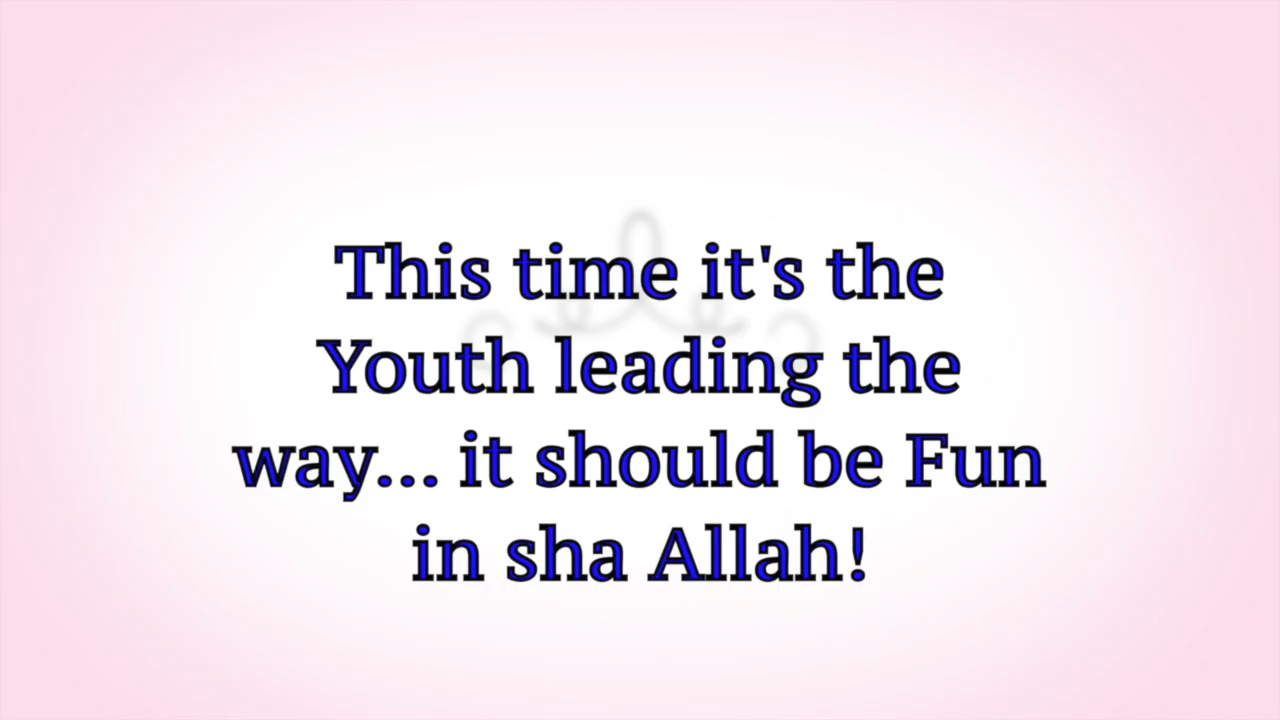 This time it's the
Youth leading the
way... it should be Fun
in sha Allah!